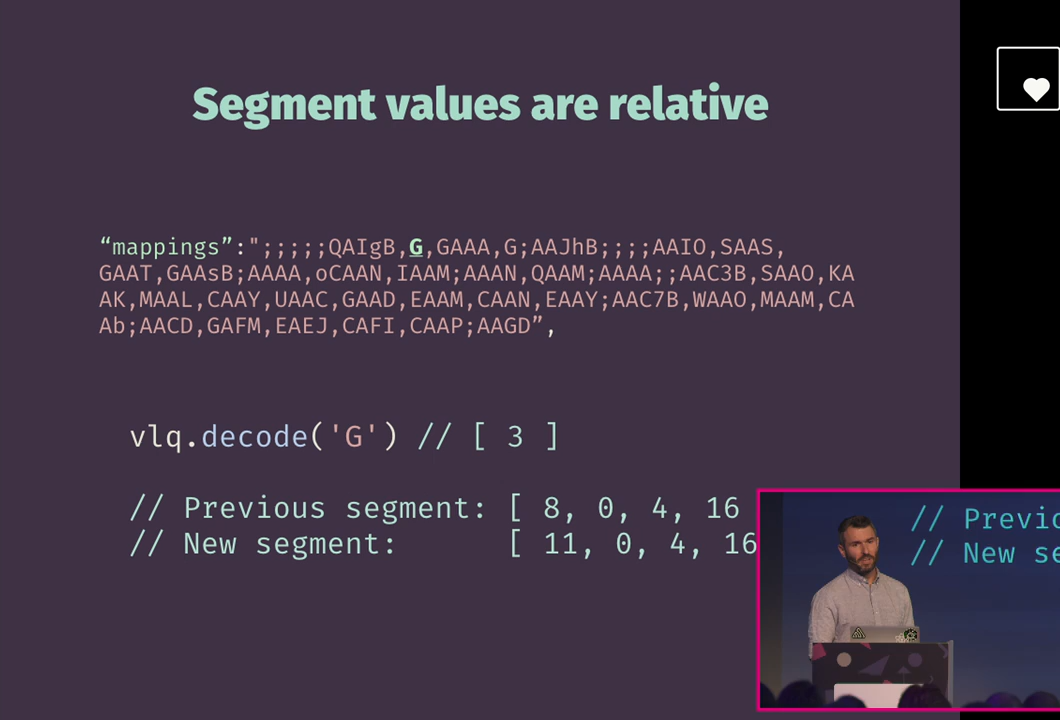 Segment values are relative
“mappings”:";;;;;QAIgB,G,GAAA,G;AAJhB;;;;AAIO,SAAS,
GAAT,GAAsB;AAAA,oCAAN,IAAM;AAAN,QAAM;AAAA;;AAC3B,SAAO,KA
AK,MAAL,CAAY,UAAC,GAAD,EAAM,CAAN,EAAY;AAC7B,WAAO,MAAM,CA
Ab;AACD,GAFM,EAEJ,CAFI,CAAP;AAGD”,
vlq.decode('G') // [ 3 ]
// Previous segment: [ 8, 0, 4, 16
// New segment: [ 11, 0, 4, 16
// Previo
// New se